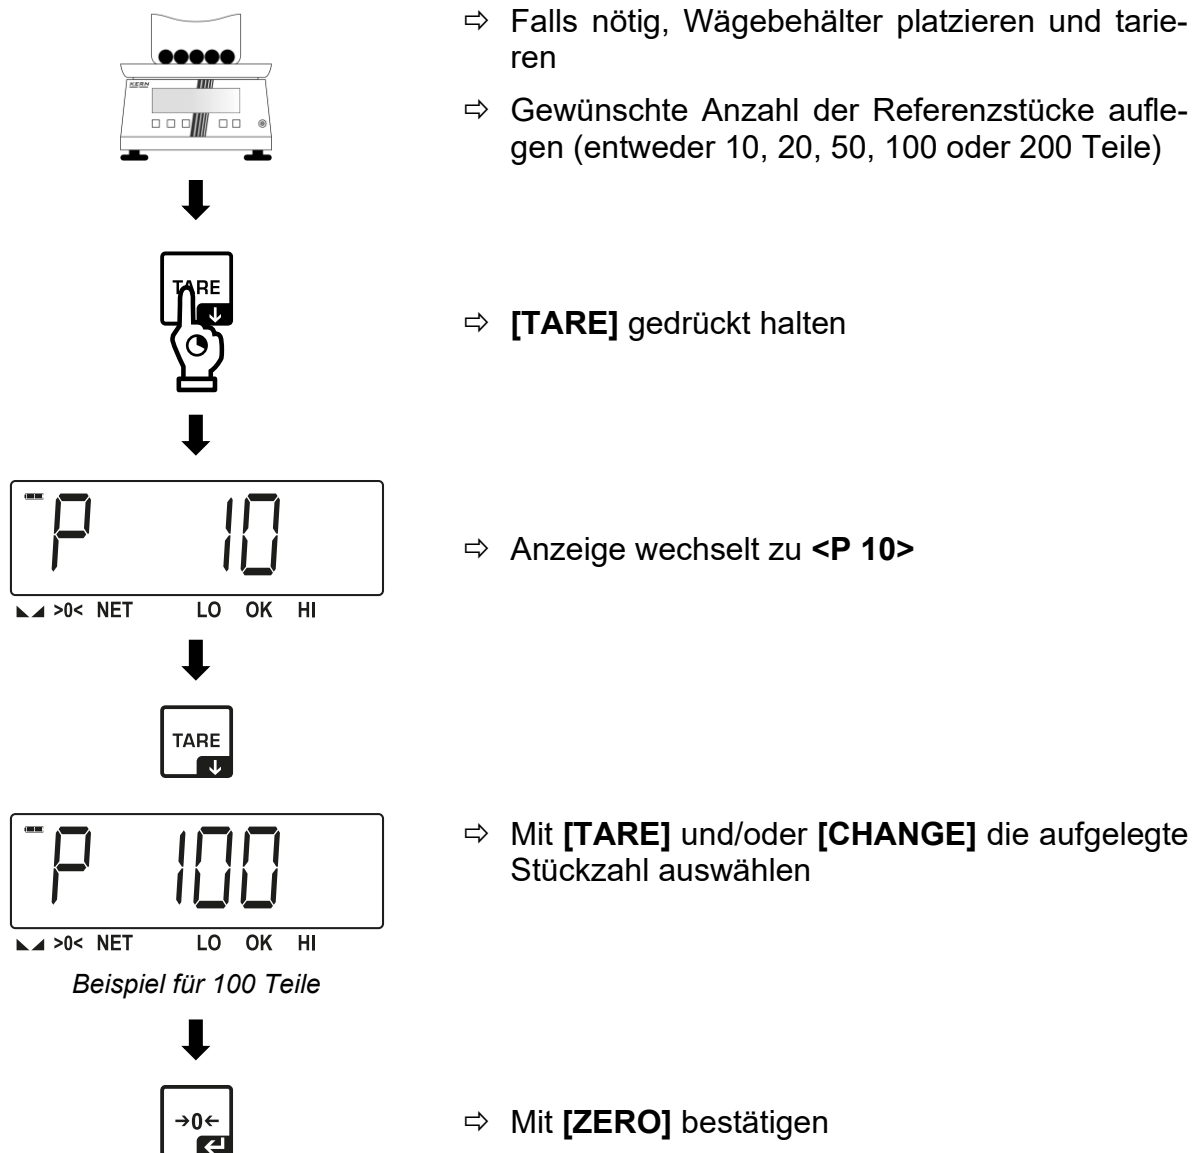 ⇨ Falls nötig, Wägebehälter platzieren und tarie-
ren
KERN
⇨ Gewünschte Anzahl der Referenzstücke aufle-
gen (entweder 10, 20, 50, 100 oder 200 Teile)
TARE
⇨ [TARE] gedrückt halten
P 10
⇨ Anzeige wechselt zu <P 10>
>0< NET LO OK HI
TARE
P 100
⇨ Mit [TARE] und/oder [CHANGE] die aufgelegte
Stückzahl auswählen
>0< NET LO OK HI
Beispiel für 100 Teile
→0←
⇨ Mit [ZERO] bestätigen